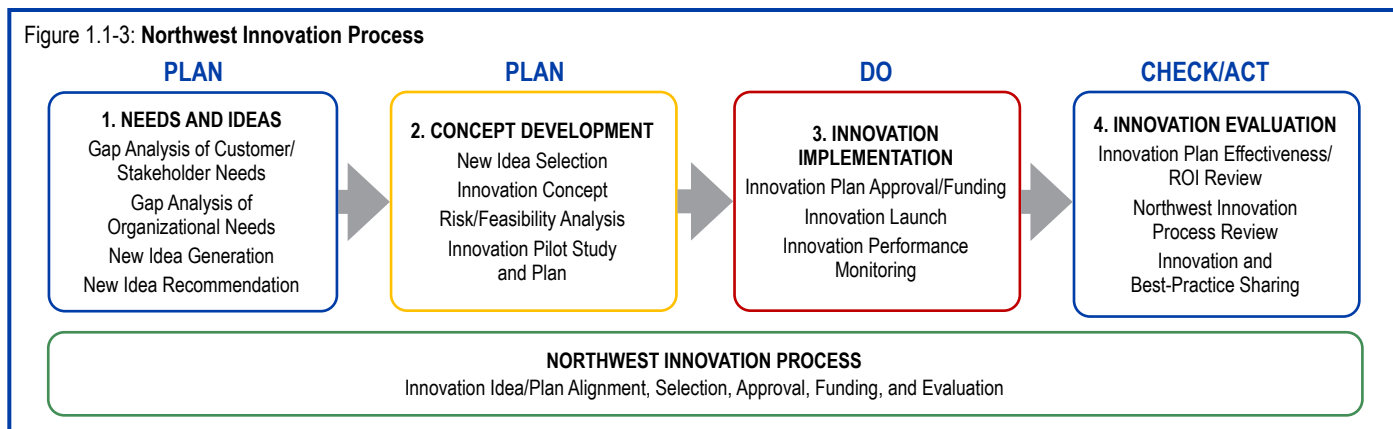 Figure 1.1-3: Northwest Innovation Process
PLAN
1. NEEDS AND IDEAS
Gap Analysis of Customer/
Stakeholder Needs
Gap Analysis of
Organizational Needs
New Idea Generation
New Idea Recommendation
PLAN
2. CONCEPT DEVELOPMENT
New Idea Selection
Innovation Concept
Risk/Feasibility Analysis
Innovation Pilot Study
and Plan
DO
3. INNOVATION
IMPLEMENTATION
Innovation Plan Approval/Funding
Innovation Launch
Innovation Performance
Monitoring
CHECK/ACT
4. INNOVATION EVALUATION
Innovation Plan Effectiveness/
ROI Review
Northwest Innovation
Process Review
Innovation and
Best-Practice Sharing
NORTHWEST INNOVATION PROCESS
Innovation Idea/Plan Alignment, Selection, Approval, Funding, and Evaluation